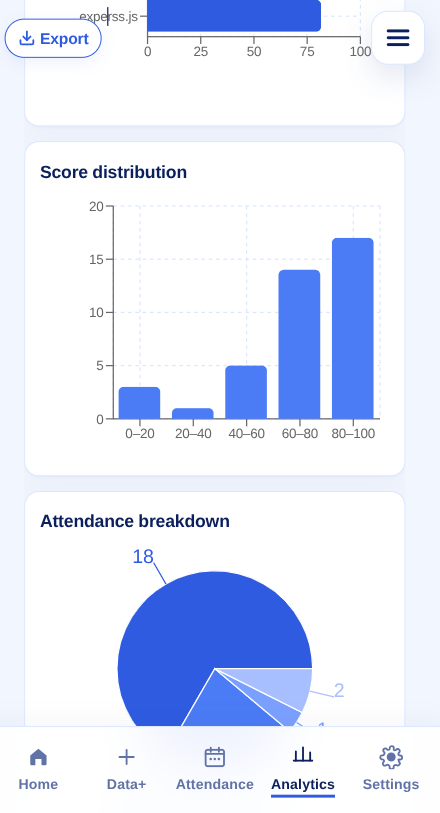 experss.js
Export
0 25 50 75 100
Score distribution
20
15
10
5
0
0–20 20–40 40–60 60–80 80–100
Attendance breakdown
18
2
1
Home Data+ Attendance Analytics Settings